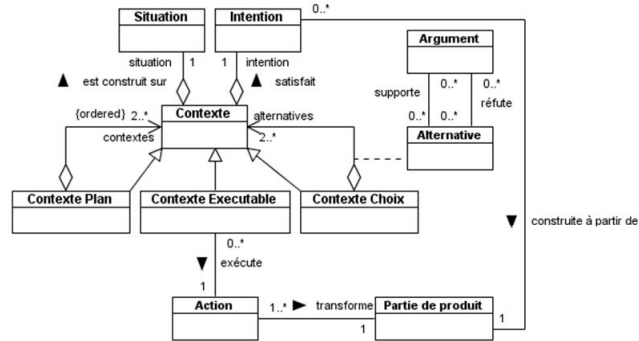 Situation
Intention
0..*
situation
1
1
intention
Argument
est construit sur
satisfait
supporte
0..*
0..*
réfute
{ordered}
2..*
Contexte
alternatives
contextes
2..*
0..*
0..*
Alternative
Contexte Plan
Contexte Executable
Contexte Choix
construite à partir de
0..*
exécute
1
Action
1..*
transforme
Partie de produit
1
1